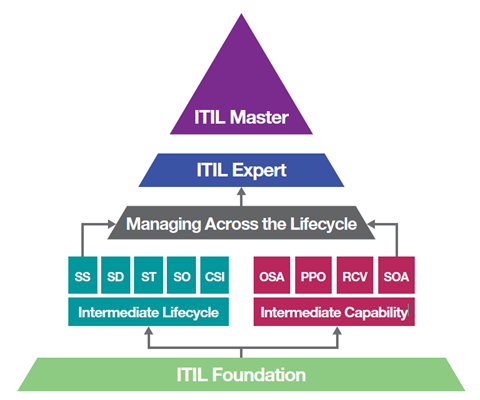 ITIL Master
ITIL Expert
Managing Across the Lifecycle
SS SD ST SO CSI
OSA PPO RCV SOA
Intermediate Lifecycle
Intermediate Capability
ITIL Foundation